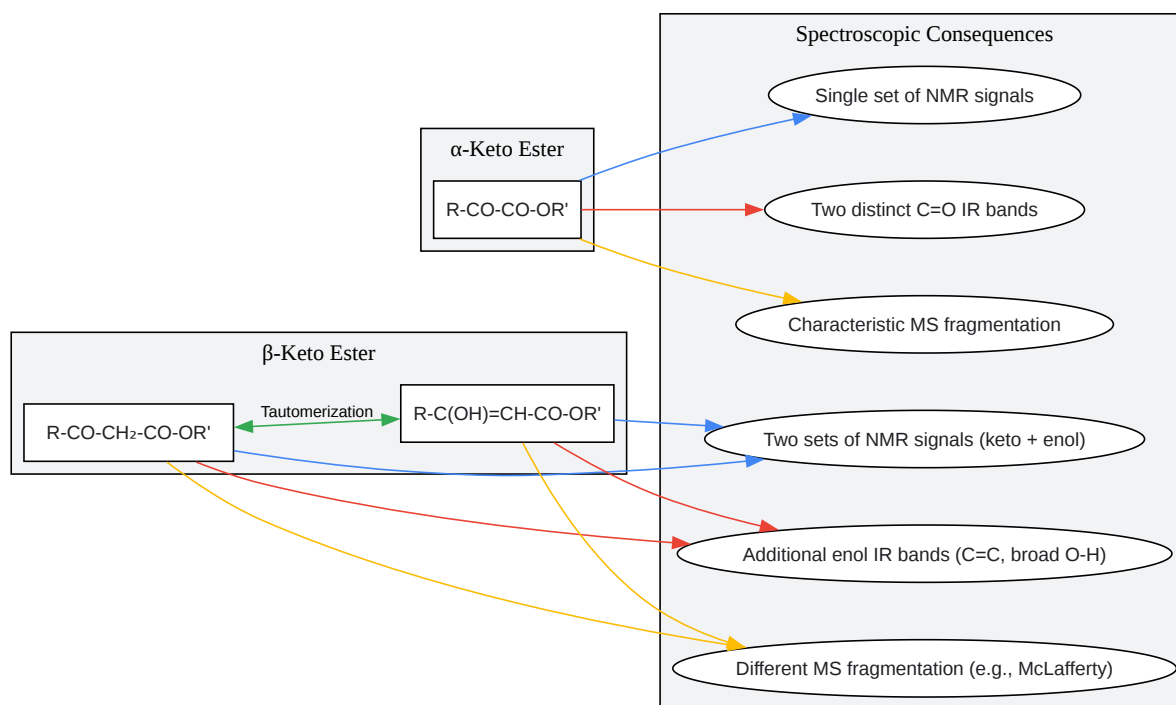 Spectroscopic Consequences
Single set of NMR signals
α-Keto Ester
R-CO-CO-OR'
Two distinct C=O IR bands
Characteristic MS fragmentation
β-Keto Ester
R-CO-CH₂-CO-OR'
Tautomerization
R-C(OH)=CH-CO-OR'
Two sets of NMR signals (keto + enol)
Additional enol IR bands (C=C, broad O-H)
Different MS fragmentation (e.g., McLafferty)